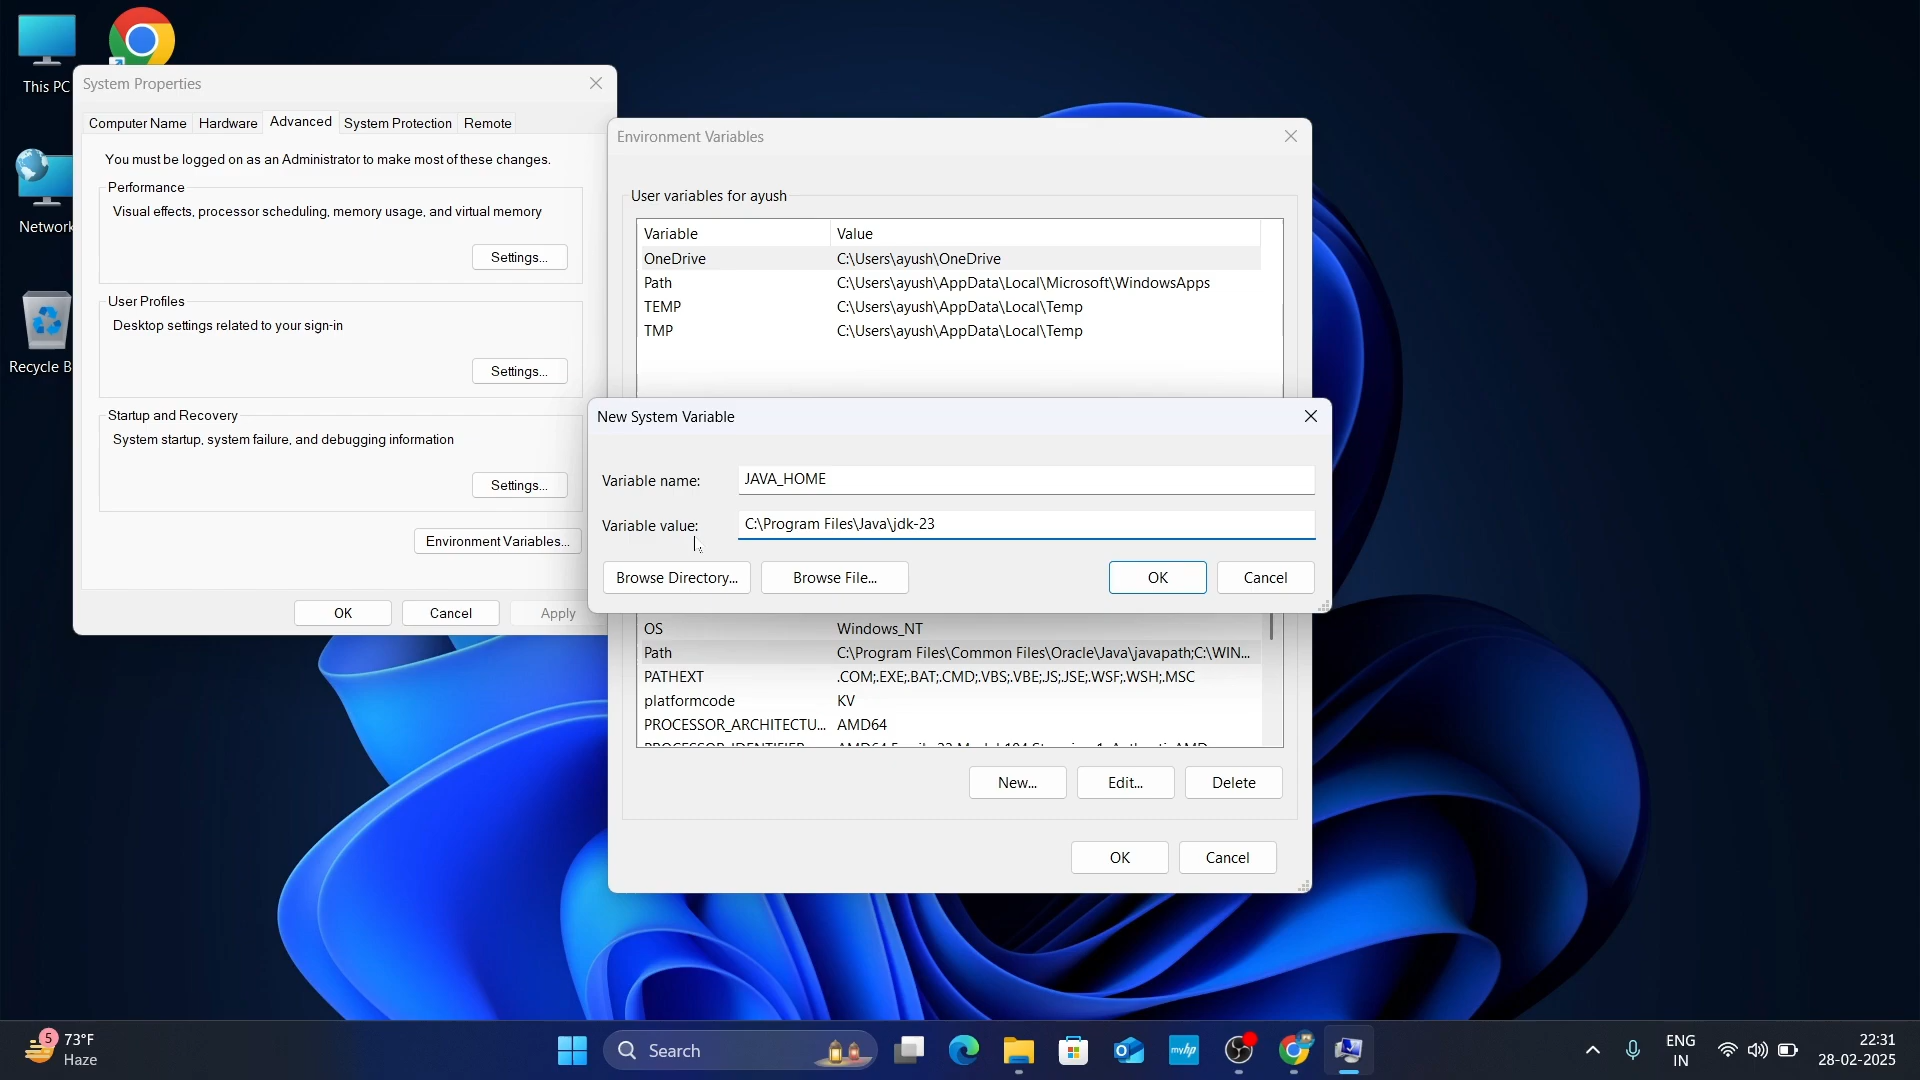 This PC
Network
Recycle B
System Properties
Computer Name
Hardware
Advanced
System Protection
Remote
You must be logged on as an Administrator to make most of these changes.
Performance
Visual effects, processor scheduling, memory usage, and virtual memory
Settings...
User Profiles
Desktop settings related to your sign-in
Settings...
Startup and Recovery
System startup, system failure, and debugging information
Settings...
Environment Variables...
OK
Cancel
Apply
Environment Variables
User variables for ayush
Variable Value
OneDrive C:\Users\ayush\OneDrive
Path C:\Users\ayush\AppData\Local\Microsoft\WindowsApps
TEMP C:\Users\ayush\AppData\Local\Temp
TMP C:\Users\ayush\AppData\Local\Temp
New System Variable
Variable name: JAVA_HOME
Variable value: C:\Program Files\Java\jdk-23
Browse Directory...
Browse File...
OK
Cancel
OS Windows_NT
Path C:\Program Files\Common Files\Oracle\Java\javapath;C:\WIN...
PATHEXT .COM;.EXE;.BAT;.CMD;.VBS;.VBE;.JS;.JSE;.WSF;.WSH;.MSC
platformcode KV
PROCESSOR_ARCHITECTU... AMD64
New...
Edit...
Delete
OK
Cancel
5
73°F
Haze
Search
myhp
ENG
IN
22:31
28-02-2025